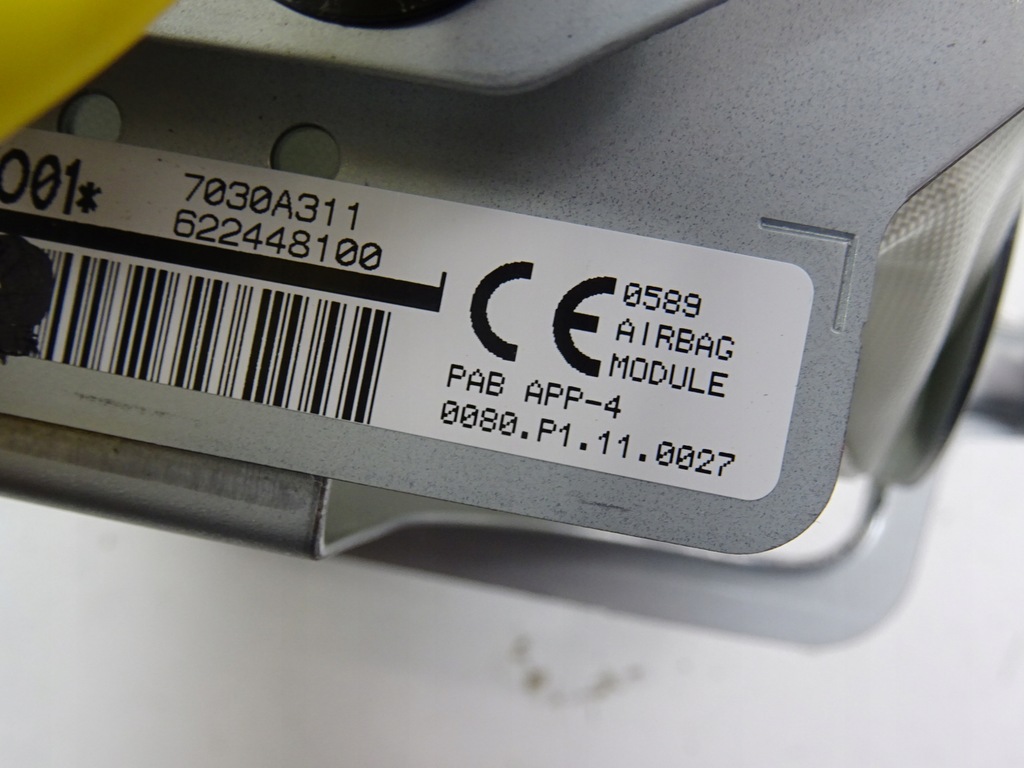 001* 7030A311
622448100
CE 0589
AIRBAG
MODULE
PAB APP-4
0080.P1.11.0027